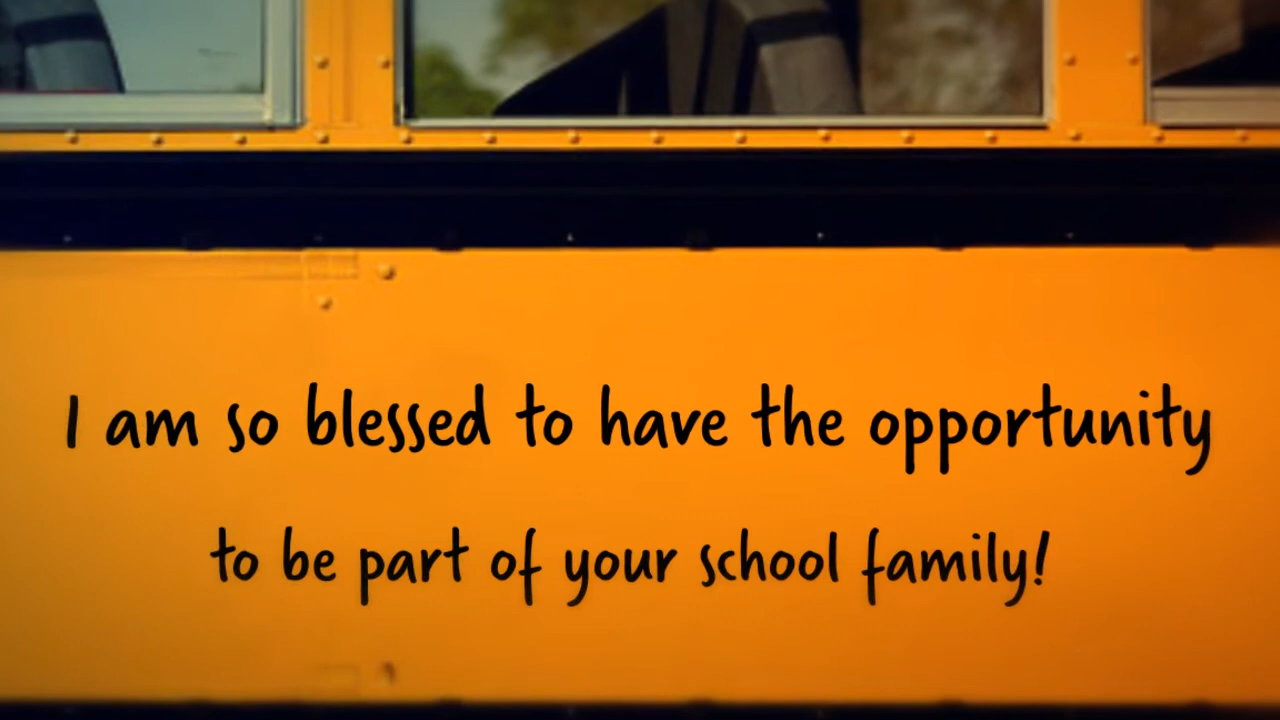 I am so blessed to have the opportunity
to be part of your school family!